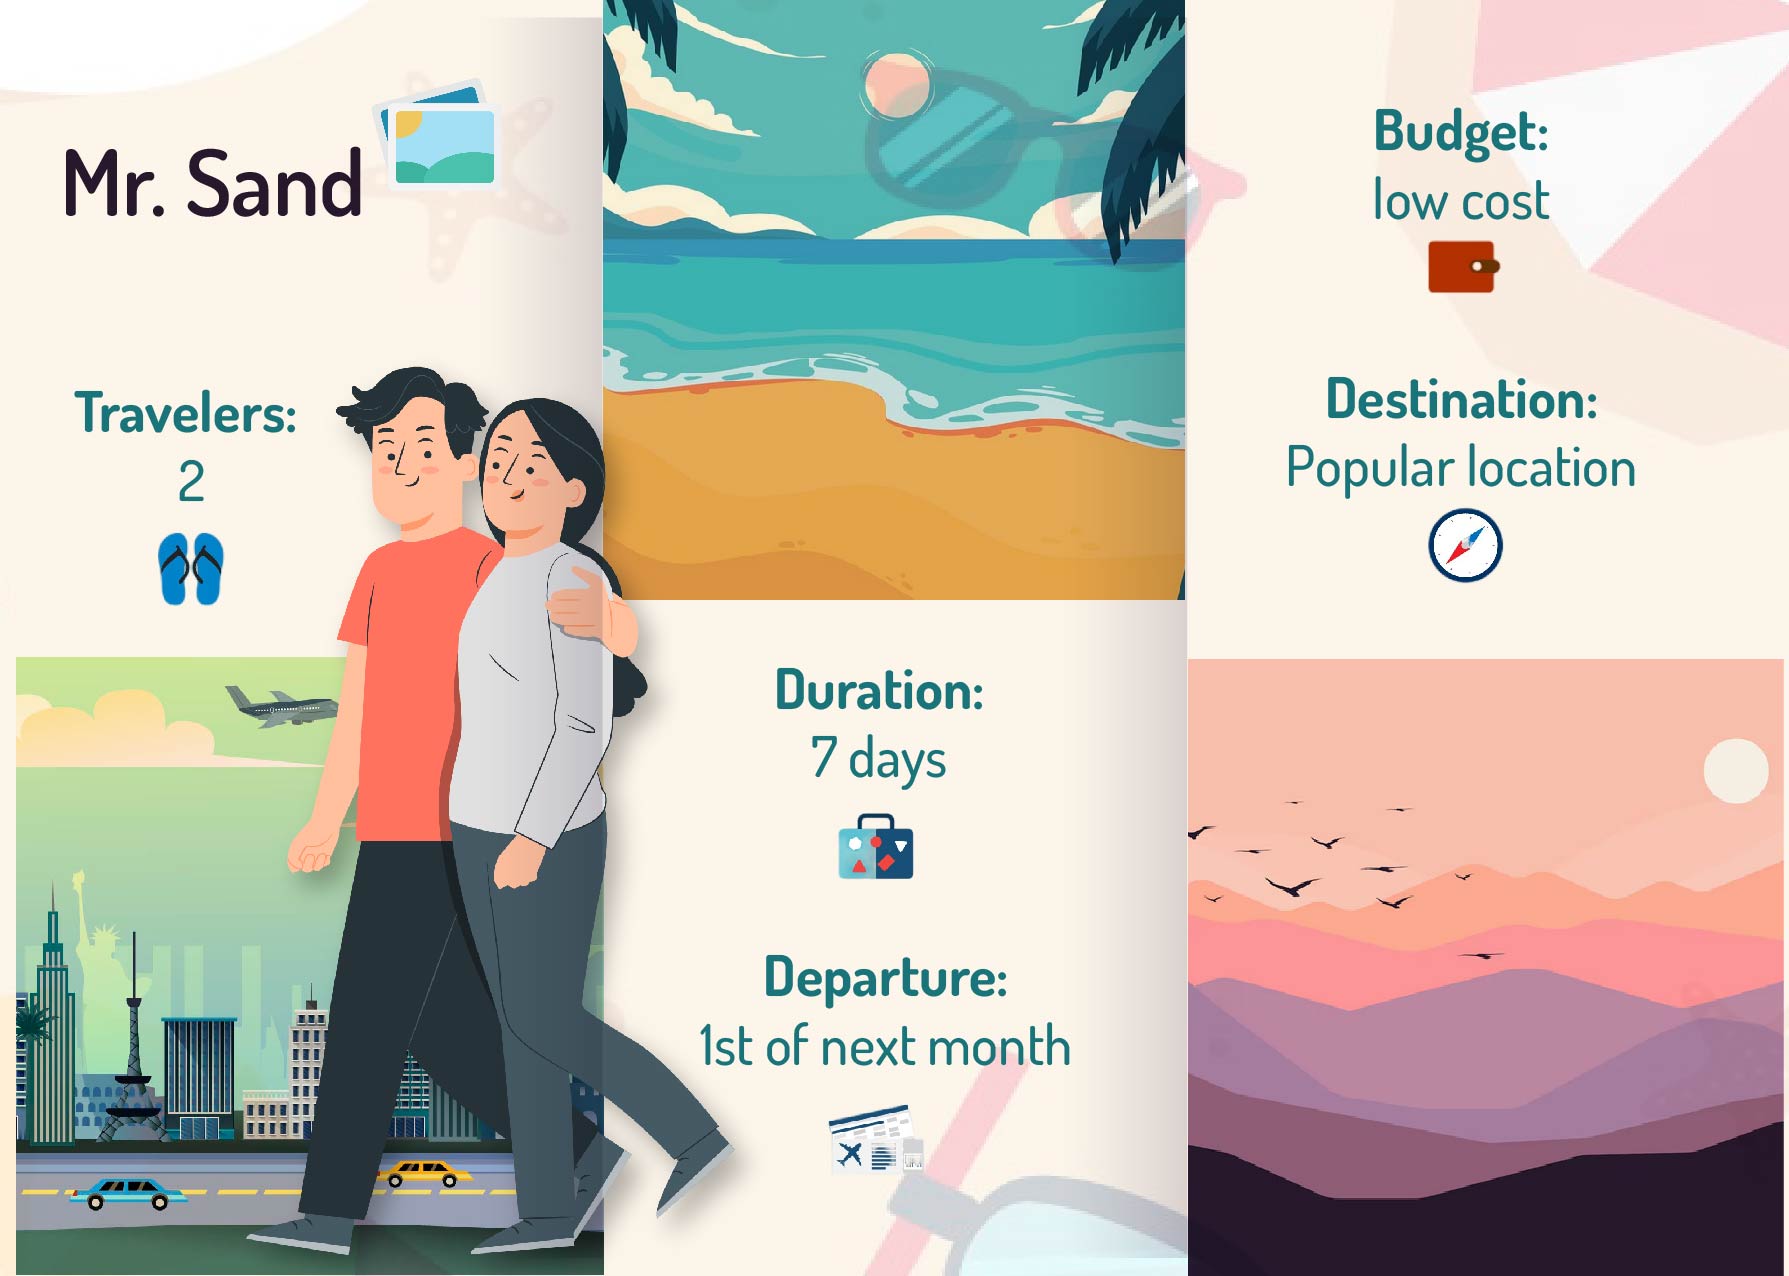 Mr. Sand
Travelers:
2
Duration:
7 days
Departure:
1st of next month
Budget:
low cost
Destination:
Popular location